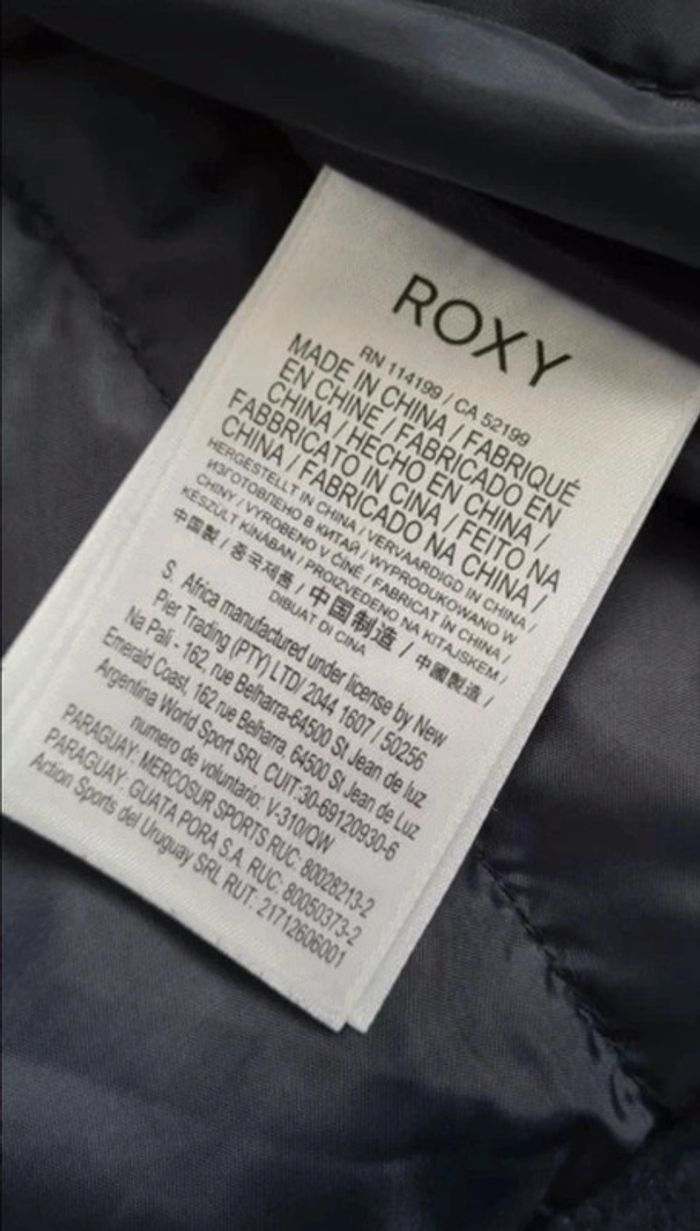 ROXY
RN 114199 / CA 52199
MADE IN CHINA / FABRIQUÉ
EN CHINE / FABRICADO EN
CHINA / HECHO EN CHINA /
FABBRICATO IN CINA / FEITO NA
CHINA / FABRICADO NA CHINA /
HERGESTELLT IN CHINA / VERVAARDIGD IN CHINA /
ИЗГОТОВЛЕНО В КИТАЙ / WYPRODUKOWANO W
CHINY / VYROBENO V ČÍNĚ / FABRICAT ÎN CHINA /
KÉSZÜLT KÍNÁBAN / PROIZVEDENO NA KITAJSKEM /
中国製 / 중국제품 / 中国制造 / 中國製造 /
DIBUAT DI CINA
S. Africa manufactured under license by New
Pier Trading (PTY) LTD/ 2044 1607 / 50256
Na Pali - 162, rue Belharra-64500 St Jean de luz
Emerald Coast, 162 rue Belharra, 64500 St Jean de Luz
Argentina World Sport SRL CUIT:30-69120930-6
numero de voluntario: V-310/QW
PARAGUAY: MERCOSUR SPORTS RUC: 80028213-2
PARAGUAY: GUATA PORA S.A. RUC: 80050373-2
Action Sports del Uruguay SRL RUT: 21712606001